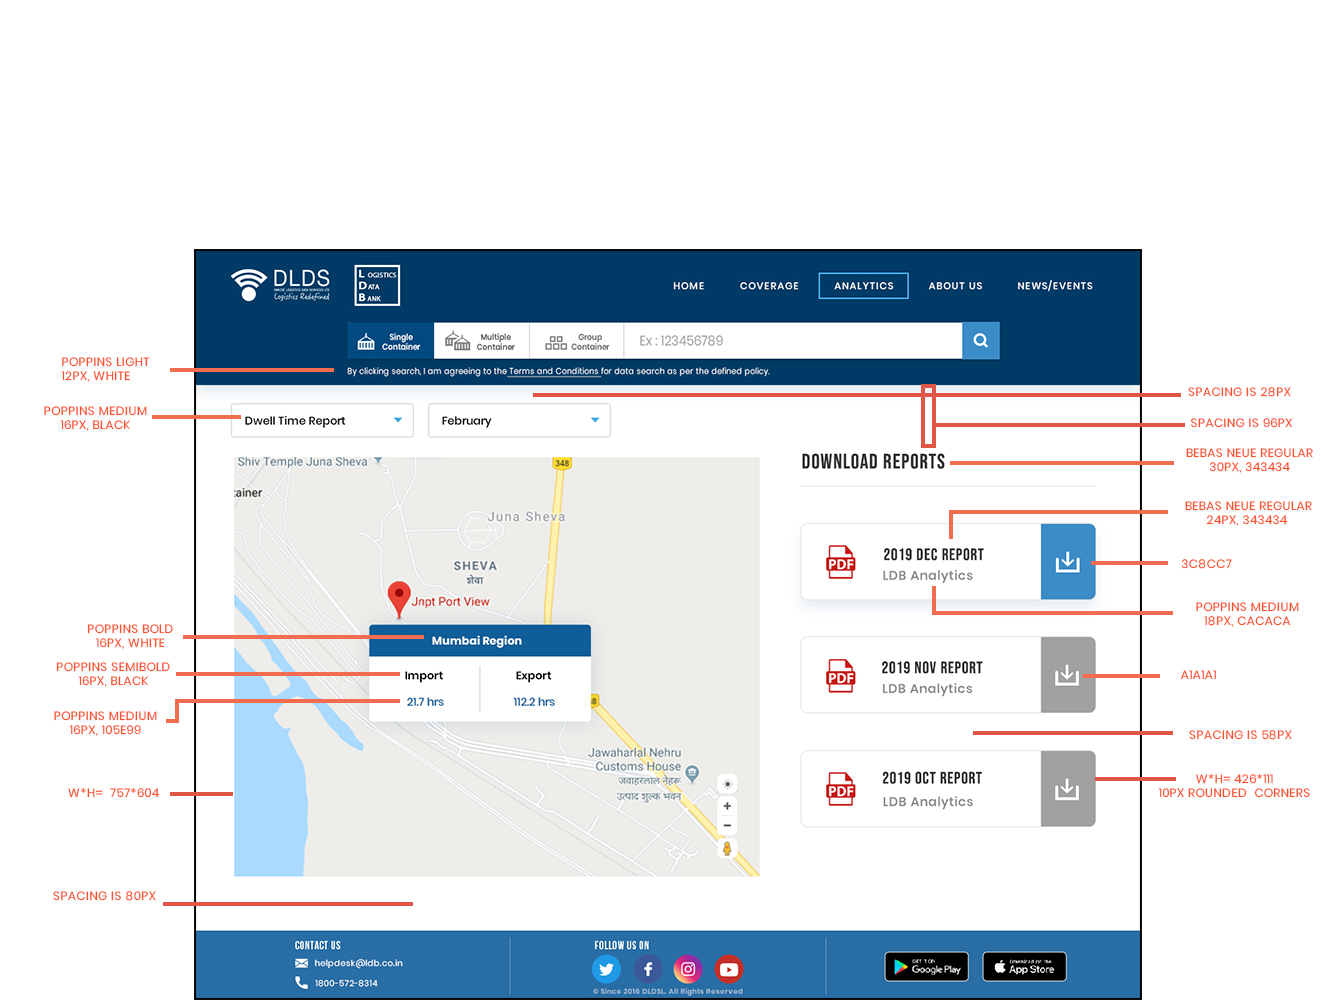 DLDS
Logistics Redefined
LOGISTICS
DATA
BANK
HOME
COVERAGE
ANALYTICS
ABOUT US
NEWS/EVENTS
Single
Container
Multiple
Container
Group
Container
Ex : 123456789
By clicking search, I am agreeing to the Terms and Conditions for data search as per the defined policy.
POPPINS LIGHT
12PX, WHITE
POPPINS MEDIUM
16PX, BLACK
Dwell Time Report
February
SPACING IS 28PX
SPACING IS 96PX
DOWNLOAD REPORTS
BEBAS NEUE REGULAR
30PX, 343434
BEBAS NEUE REGULAR
24PX, 343434
PDF
2019 DEC REPORT
LDB Analytics
3C8CC7
POPPINS MEDIUM
18PX, CACACA
PDF
2019 NOV REPORT
LDB Analytics
A1A1A1
SPACING IS 58PX
PDF
2019 OCT REPORT
LDB Analytics
W*H= 426*111
10PX ROUNDED CORNERS
Shiv Temple Juna Sheva
348
ainer
Juna Sheva
SHEVA
शेवा
Jnpt Port View
POPPINS BOLD
16PX, WHITE
Mumbai Region
POPPINS SEMIBOLD
16PX, BLACK
Import
Export
POPPINS MEDIUM
16PX, 105E99
21.7 hrs
112.2 hrs
8
Jawaharlal Nehru
Customs House
जवाहरलाल नेहरू
उत्पाद शुल्क भवन
W*H= 757*604
SPACING IS 80PX
CONTACT US
helpdesk@ldb.co.in
1800-572-8314
FOLLOW US ON
© Since 2016 DLDSL. All Rights Reserved
GET IT ON
Google Play
Download on the
App Store